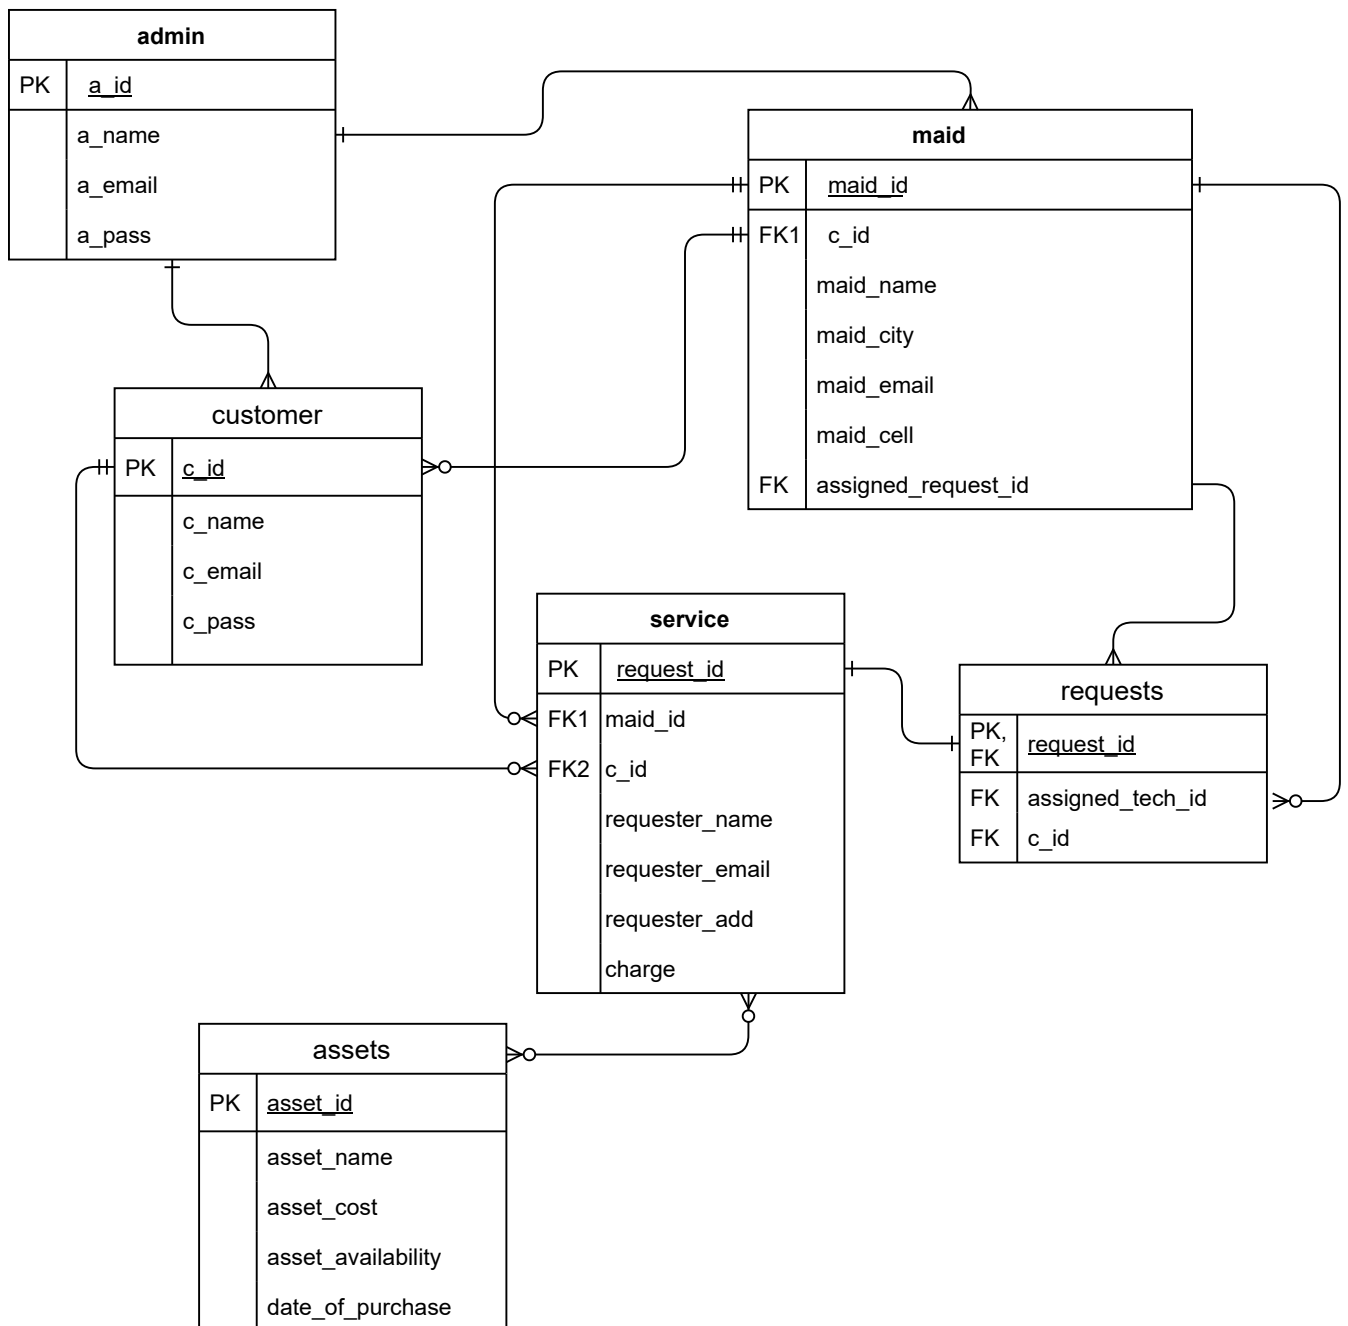 admin
PK a_id
a_name
a_email
a_pass
maid
PK maid_id
FK1 c_id
maid_name
maid_city
maid_email
maid_cell
FK assigned_request_id
customer
PK c_id
c_name
c_email
c_pass
service
PK request_id
FK1 maid_id
FK2 c_id
requester_name
requester_email
requester_add
charge
requests
PK,
FK request_id
FK assigned_tech_id
FK c_id
assets
PK asset_id
asset_name
asset_cost
asset_availability
date_of_purchase